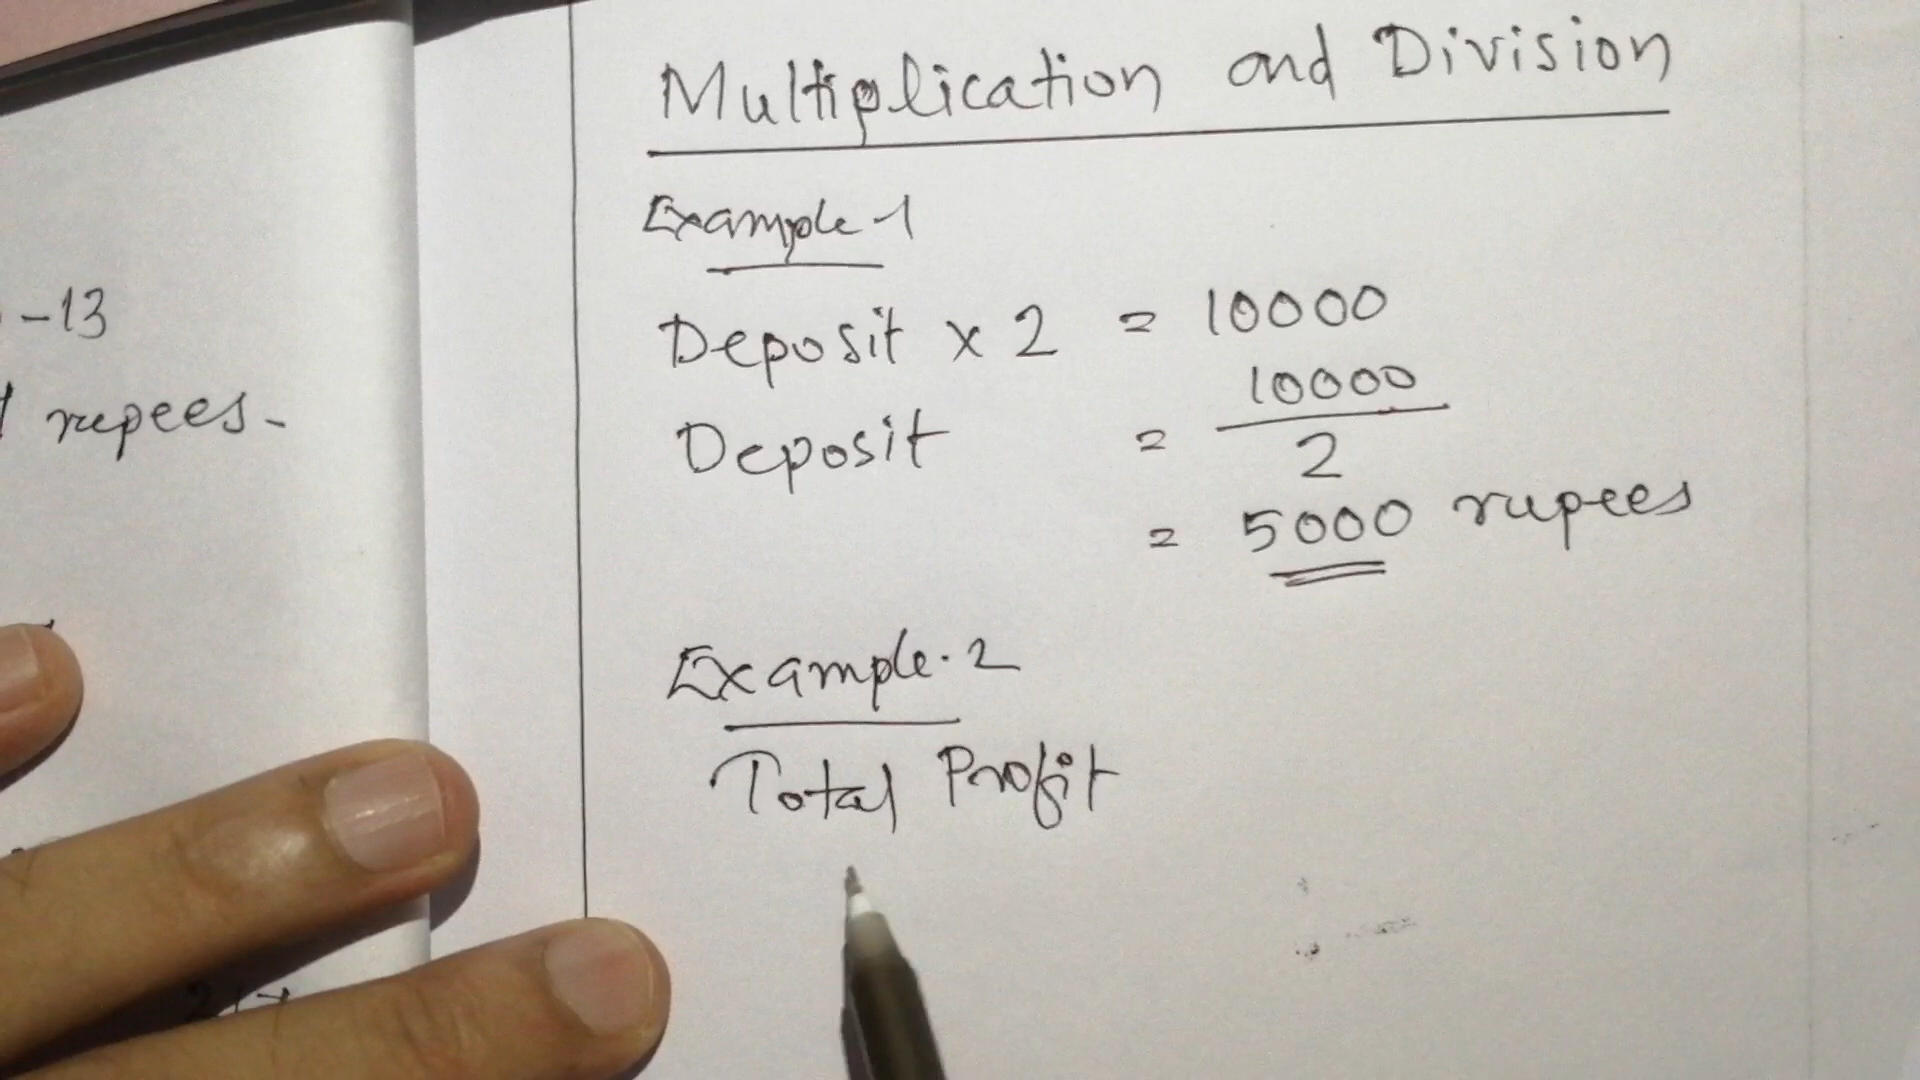 -13
rupees.
Multiplication and Division
Example-1
Deposit x 2 = 10000
Deposit = 10000
2
= 5000 rupees
Example.2
Total Profit